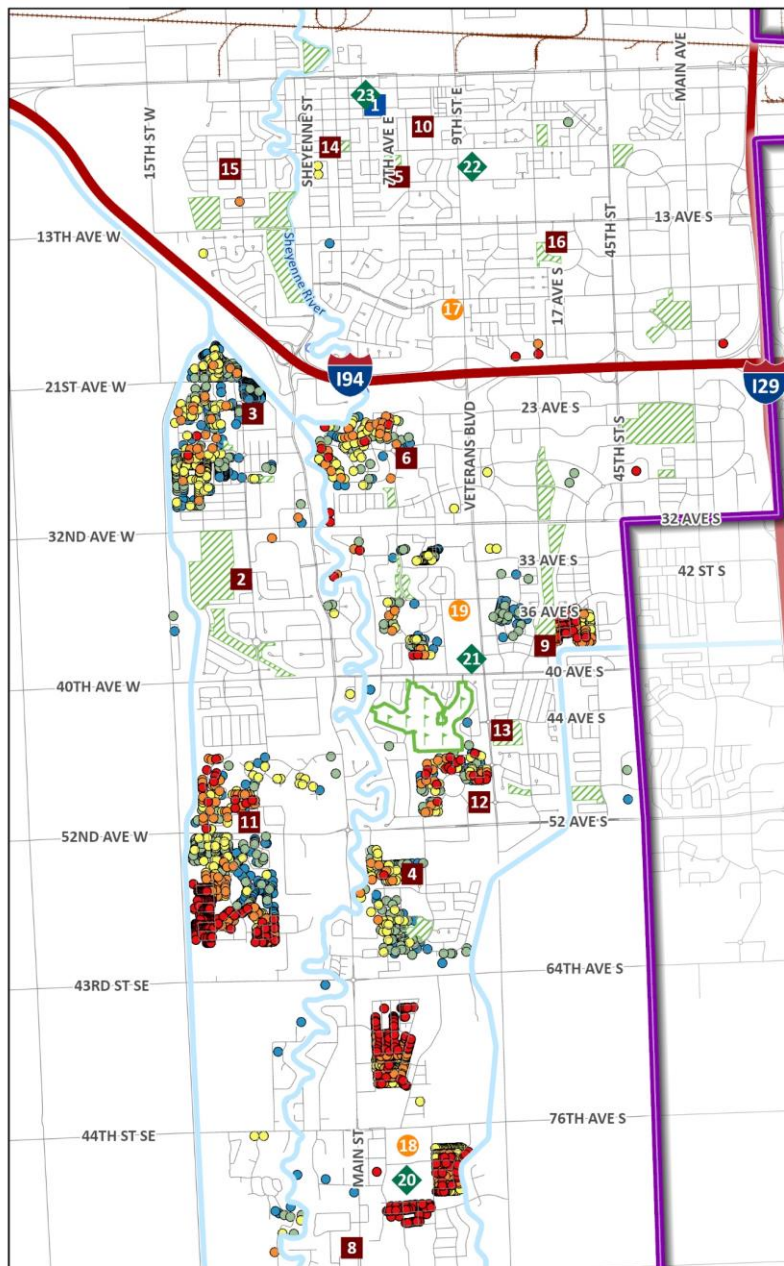 MAIN AVE
23
1
10
9TH ST E
7TH AVE E
SHEYENNE ST
15TH ST W
14
15
5
22
13TH AVE W
Sheyenne River
16
45TH ST
13 AVE S
17 AVE S
17
I94
I29
21ST AVE W
3
6
VETERANS BLVD
23 AVE S
45TH ST S
32 AVE S
32ND AVE W
2
33 AVE S
42 ST S
19
36 AVE S
9
21
40 AVE S
40TH AVE W
44 AVE S
13
12
11
52 AVE S
52ND AVE W
4
64TH AVE S
43RD ST SE
76TH AVE S
44TH ST SE
MAIN ST
18
20
8